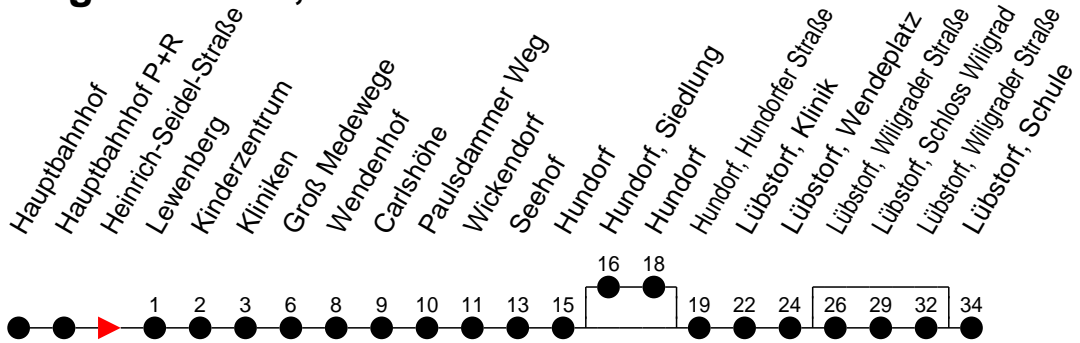 Hauptbahnhof
Hauptbahnhof P+R
Heinrich-Seidel-Straße
Lewenberg
Kinderzentrum
Kliniken
Groß Medewege
Wendenhof
Carlshöhe
Paulsdammer Weg
Wickendorf
Seehof
Hundorf
Hundorf, Siedlung
Hundorf
Hundorf, Hundorfer Straße
Lübstorf, Klinik
Lübstorf, Wendeplatz
Lübstorf, Wiligrader Straße
Lübstorf, Schloss Wiligrad
Lübstorf, Wiligrader Straße
Lübstorf, Schule
16 18
1 2 3 6 8 9 10 11 13 15 19 22 24 26 29 32 34